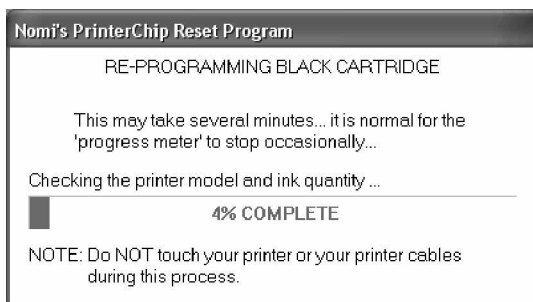 Nomi's PrinterChip Reset Program
RE-PROGRAMMING BLACK CARTRIDGE
This may take several minutes... it is normal for the
'progress meter' to stop occasionally...
Checking the printer model and ink quantity ...
4% COMPLETE
NOTE: Do NOT touch your printer or your printer cables
during this process.